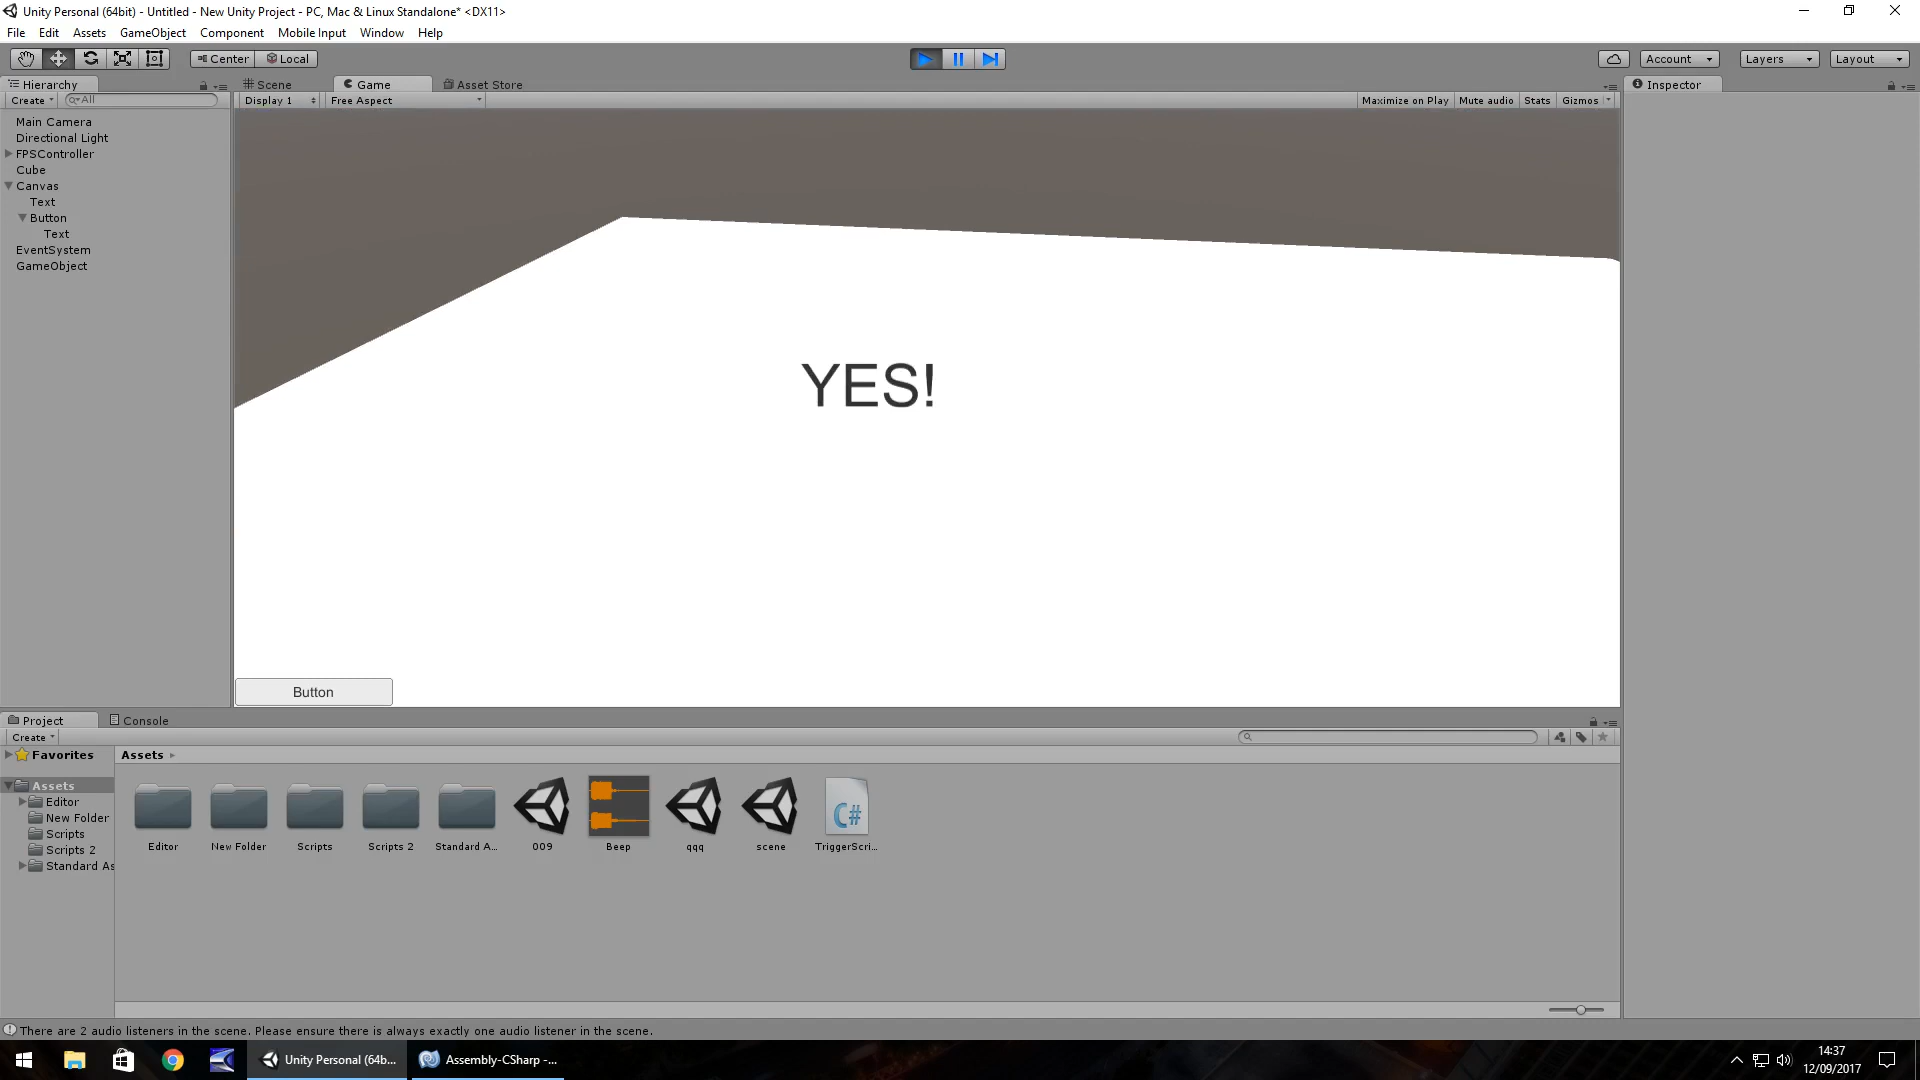 Unity Personal (64bit) - Untitled - New Unity Project - PC, Mac & Linux Standalone* <DX11>
File Edit Assets GameObject Component Mobile Input Window Help
Center Local Account Layers Layout
Hierarchy Scene Game Asset Store Inspector
Create All Display 1 Free Aspect Maximize on Play Mute audio Stats Gizmos
Main Camera
Directional Light
FPSController
Cube
Canvas
Text
Button
Text
EventSystem
GameObject
YES!
Button
Project Console
Create
Favorites
Assets
Assets
Editor
New Folder
Scripts
Scripts 2
Standard As
Editor New Folder Scripts Scripts 2 Standard A... 009 Beep qqq scene TriggerScri...
C#
There are 2 audio listeners in the scene. Please ensure there is always exactly one audio listener in the scene.
Unity Personal (64b... Assembly-CSharp -...
14:37
12/09/2017